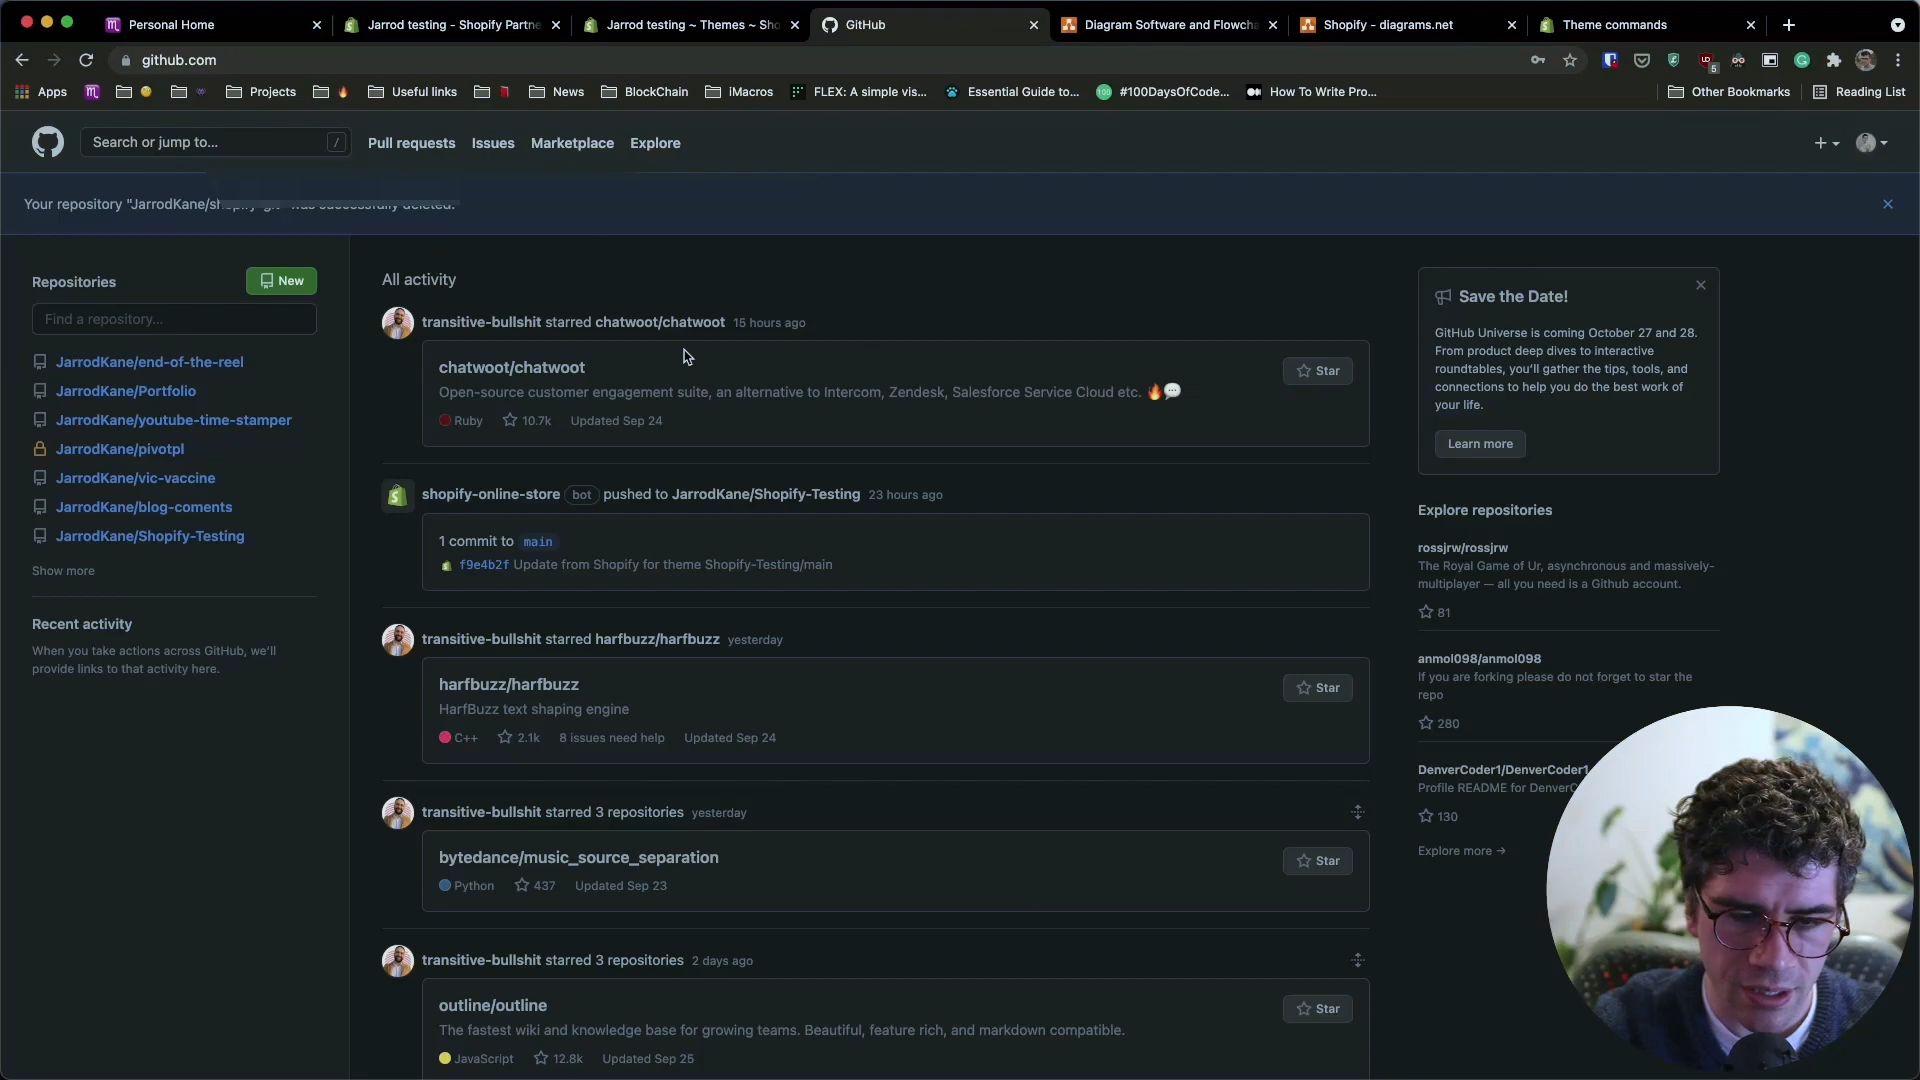 Personal Home
Jarrod testing - Shopify Partne
Jarrod testing ~ Themes ~ Sho
GitHub
Diagram Software and Flowcha
Shopify - diagrams.net
Theme commands
github.com
5
Apps
Projects
Useful links
News
BlockChain
iMacros
FLEX: A simple vis...
Essential Guide to...
100
#100DaysOfCode...
How To Write Pro...
Other Bookmarks
Reading List
Search or jump to...
/
Pull requests
Issues
Marketplace
Explore
Your repository "JarrodKane/shopify-git" was successfully deleted.
Repositories
New
Find a repository...
JarrodKane/end-of-the-reel
JarrodKane/Portfolio
JarrodKane/youtube-time-stamper
JarrodKane/pivotpl
JarrodKane/vic-vaccine
JarrodKane/blog-coments
JarrodKane/Shopify-Testing
Show more
Recent activity
When you take actions across GitHub, we'll
provide links to that activity here.
All activity
transitive-bullshit starred chatwoot/chatwoot 15 hours ago
chatwoot/chatwoot
Star
Open-source customer engagement suite, an alternative to Intercom, Zendesk, Salesforce Service Cloud etc. 🔥💬
Ruby 10.7k Updated Sep 24
shopify-online-store bot pushed to JarrodKane/Shopify-Testing 23 hours ago
1 commit to main
f9e4b2f Update from Shopify for theme Shopify-Testing/main
transitive-bullshit starred harfbuzz/harfbuzz yesterday
harfbuzz/harfbuzz
Star
HarfBuzz text shaping engine
C++ 2.1k 8 issues need help Updated Sep 24
transitive-bullshit starred 3 repositories yesterday
bytedance/music_source_separation
Star
Python 437 Updated Sep 23
transitive-bullshit starred 3 repositories 2 days ago
outline/outline
Star
The fastest wiki and knowledge base for growing teams. Beautiful, feature rich, and markdown compatible.
JavaScript 12.8k Updated Sep 25
Save the Date!
GitHub Universe is coming October 27 and 28.
From product deep dives to interactive
roundtables, you'll gather the tips, tools, and
connections to help you do the best work of
your life.
Learn more
Explore repositories
rossjrw/rossjrw
The Royal Game of Ur, asynchronous and massively-
multiplayer — all you need is a Github account.
81
anmol098/anmol098
If you are forking please do not forget to star the
repo
280
DenverCoder1/DenverCoder1
Profile README for DenverC
130
Explore more →